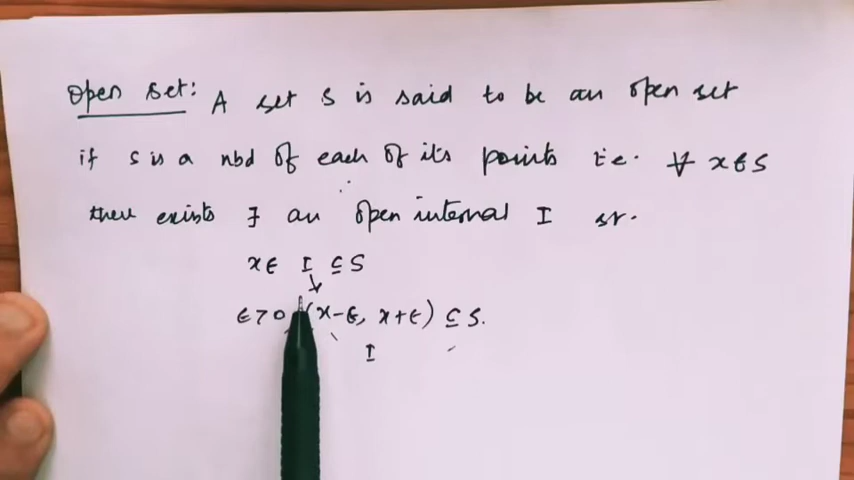 Open set: A set S is said to be an open set
if S is a nbd of each of its points i.e. ∀ x∈S
there exists ∃ an open interval I st.
x∈ I ⊆ S
∈>0 (x-∈, x+∈) ⊆ S.
I